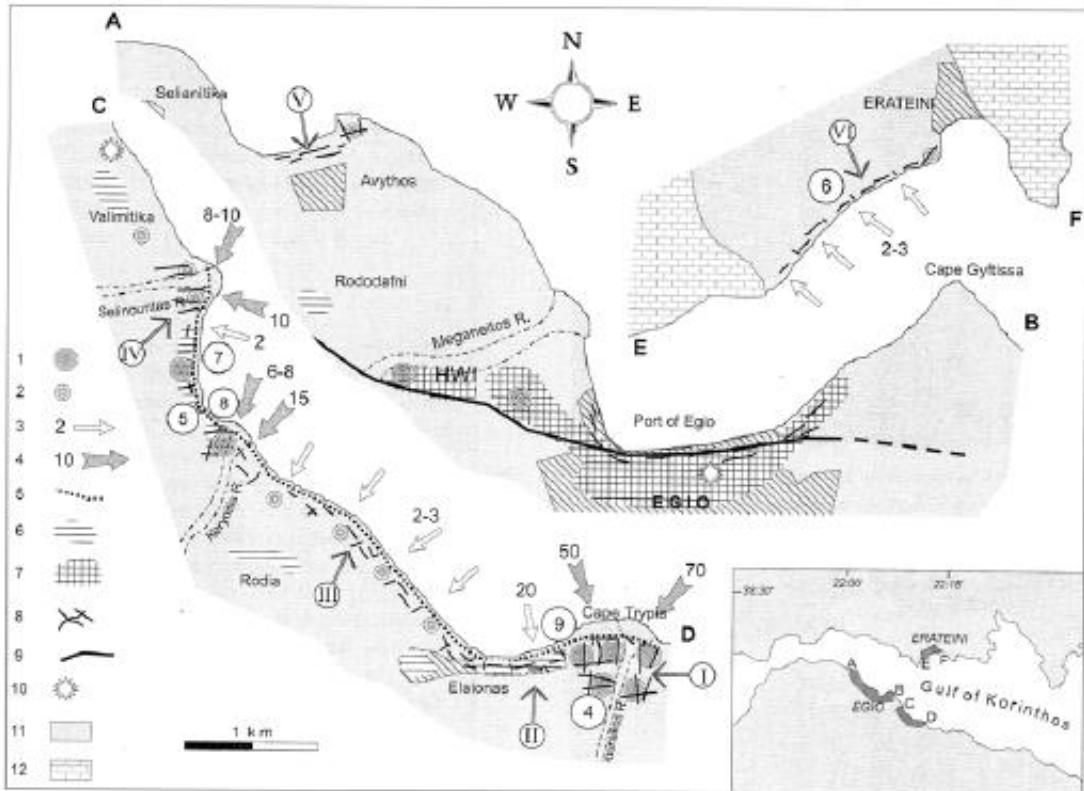 A
N
W
E
S
C
Selianitika
V
ERATEINI
VI
Avythos
6
Valimitika
8-10
2-3
F
Cape Gyftissa
Rododafni
Selinountas R.
10
Meganeitos R.
E
B
IV
2
7
HWI
1
6-8
2
5
8
15
Port of Egio
2
3
10
4
EGIO
5
2-3
6
50
70
22:00
22:15
38:30'
Rodia
III
7
20
Cape Trypis
8
9
D
ERATEINI
E
F
A
9
Elaionas
I
B
Gulf of Korinthos
EGIO
C
10
II
4
D
11
1 km
12